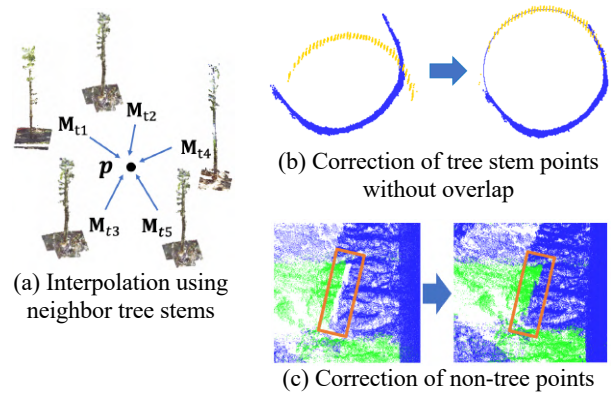 M_t1
M_t2
M_t4
p
M_t3
M_t5
(a) Interpolation using
neighbor tree stems
(b) Correction of tree stem points
without overlap
(c) Correction of non-tree points